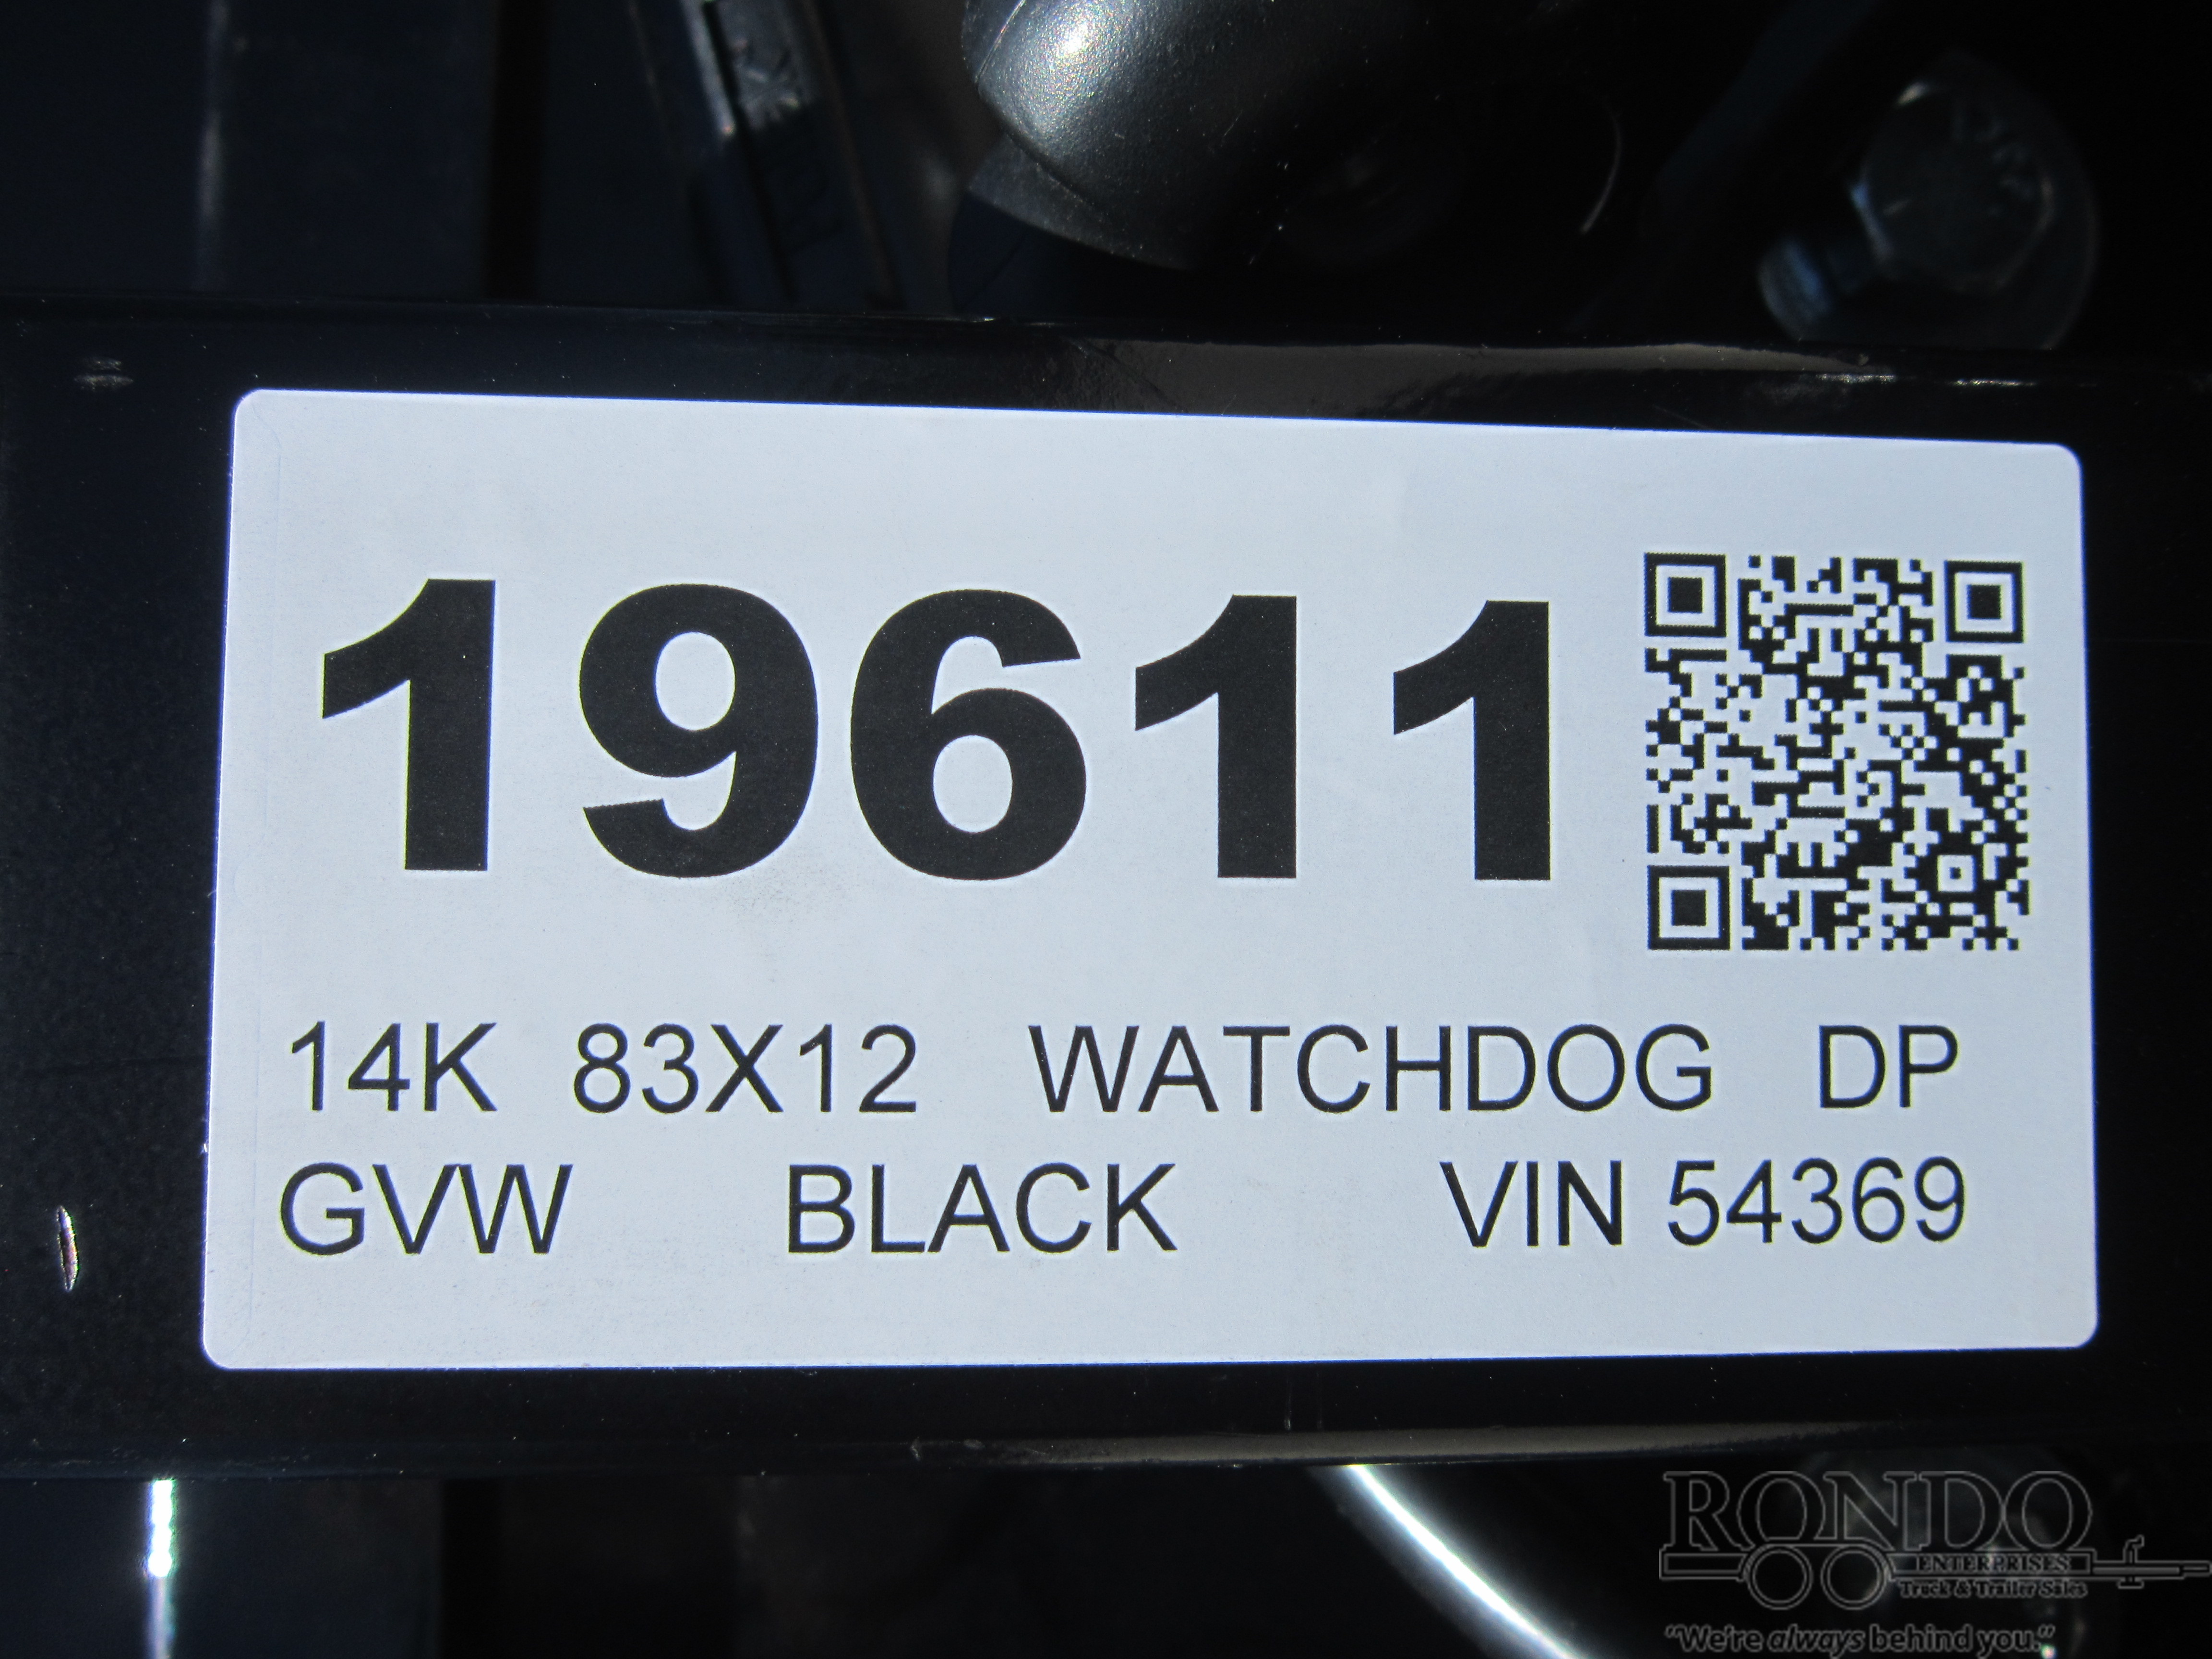 19611
14K 83X12 WATCHDOG DP
GVW BLACK VIN 54369
RONDO
ENTERPRISES
Truck & Trailer Sales
"We're always behind you."